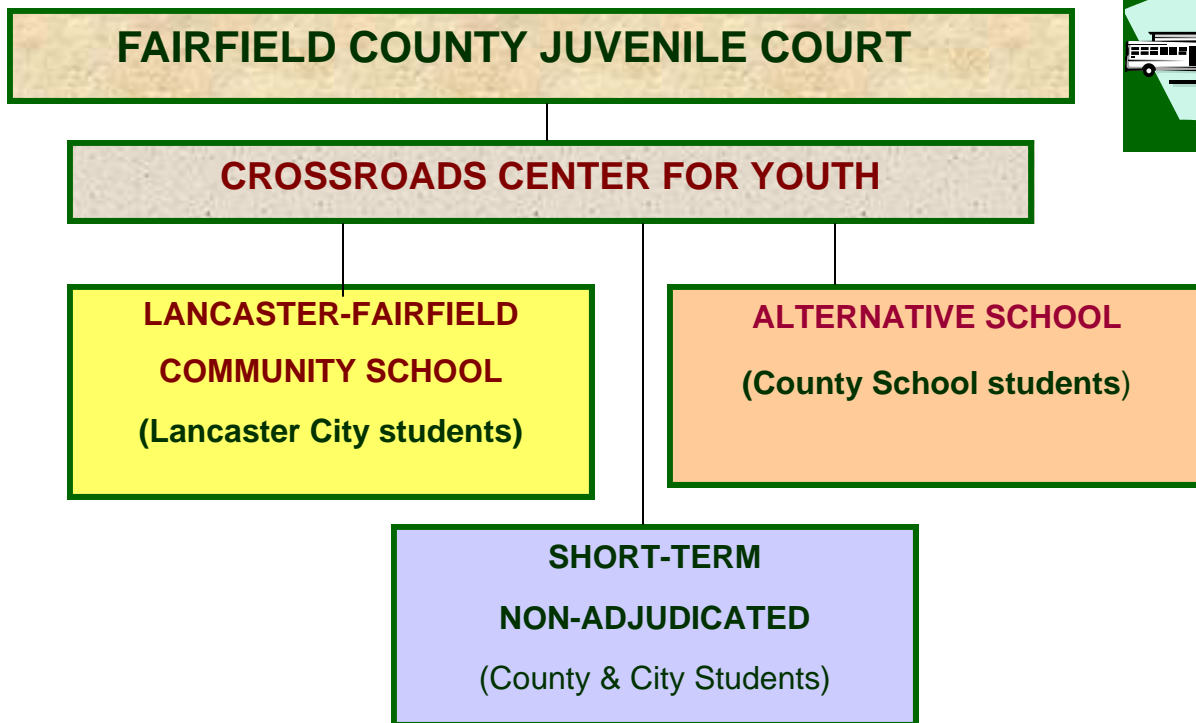 FAIRFIELD COUNTY JUVENILE COURT
CROSSROADS CENTER FOR YOUTH
LANCASTER-FAIRFIELD
COMMUNITY SCHOOL
(Lancaster City students)
ALTERNATIVE SCHOOL
(County School students)
SHORT-TERM
NON-ADJUDICATED
(County & City Students)